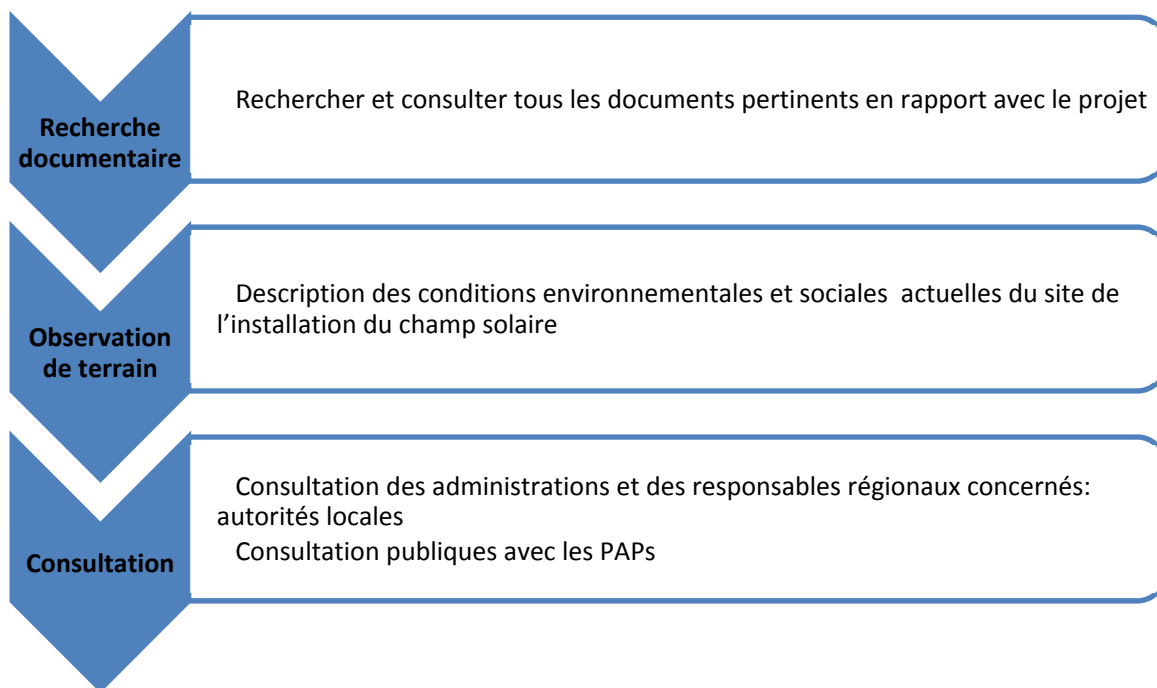 Recherche
documentaire
Rechercher et consulter tous les documents pertinents en rapport avec le projet
Observation
de terrain
Description des conditions environnementales et sociales  actuelles du site de
l'installation du champ solaire
Consultation
Consultation des administrations et des responsables régionaux concernés:
autorités locales
Consultation publiques avec les PAPs